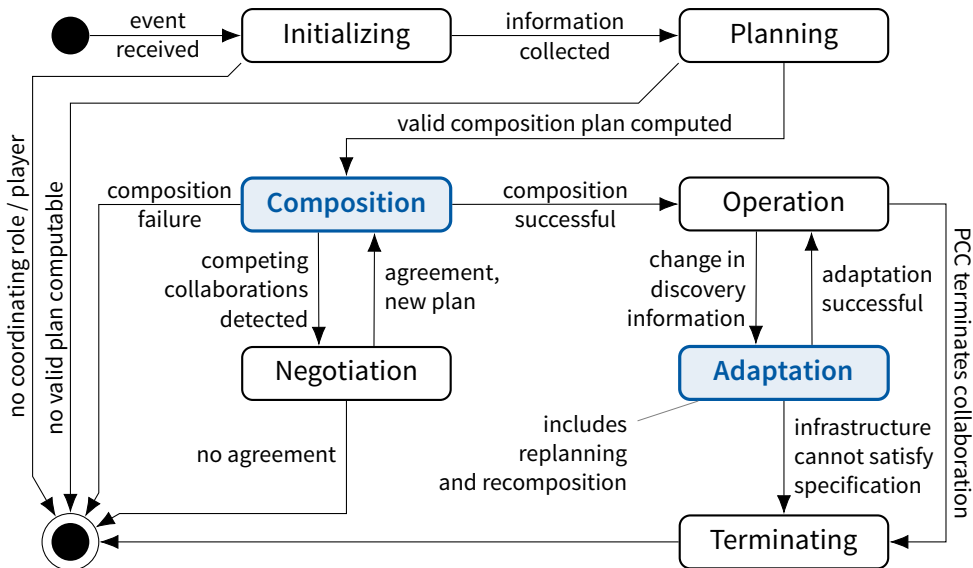 event
received
Initializing
information
collected
Planning
valid composition plan computed
no coordinating role / player
no valid plan computable
composition
failure
Composition
composition
successful
Operation
competing
collaborations
detected
agreement,
new plan
change in
discovery
information
adaptation
successful
PCC terminates collaboration
Negotiation
Adaptation
no agreement
includes
replanning
and recomposition
infrastructure
cannot satisfy
specification
Terminating